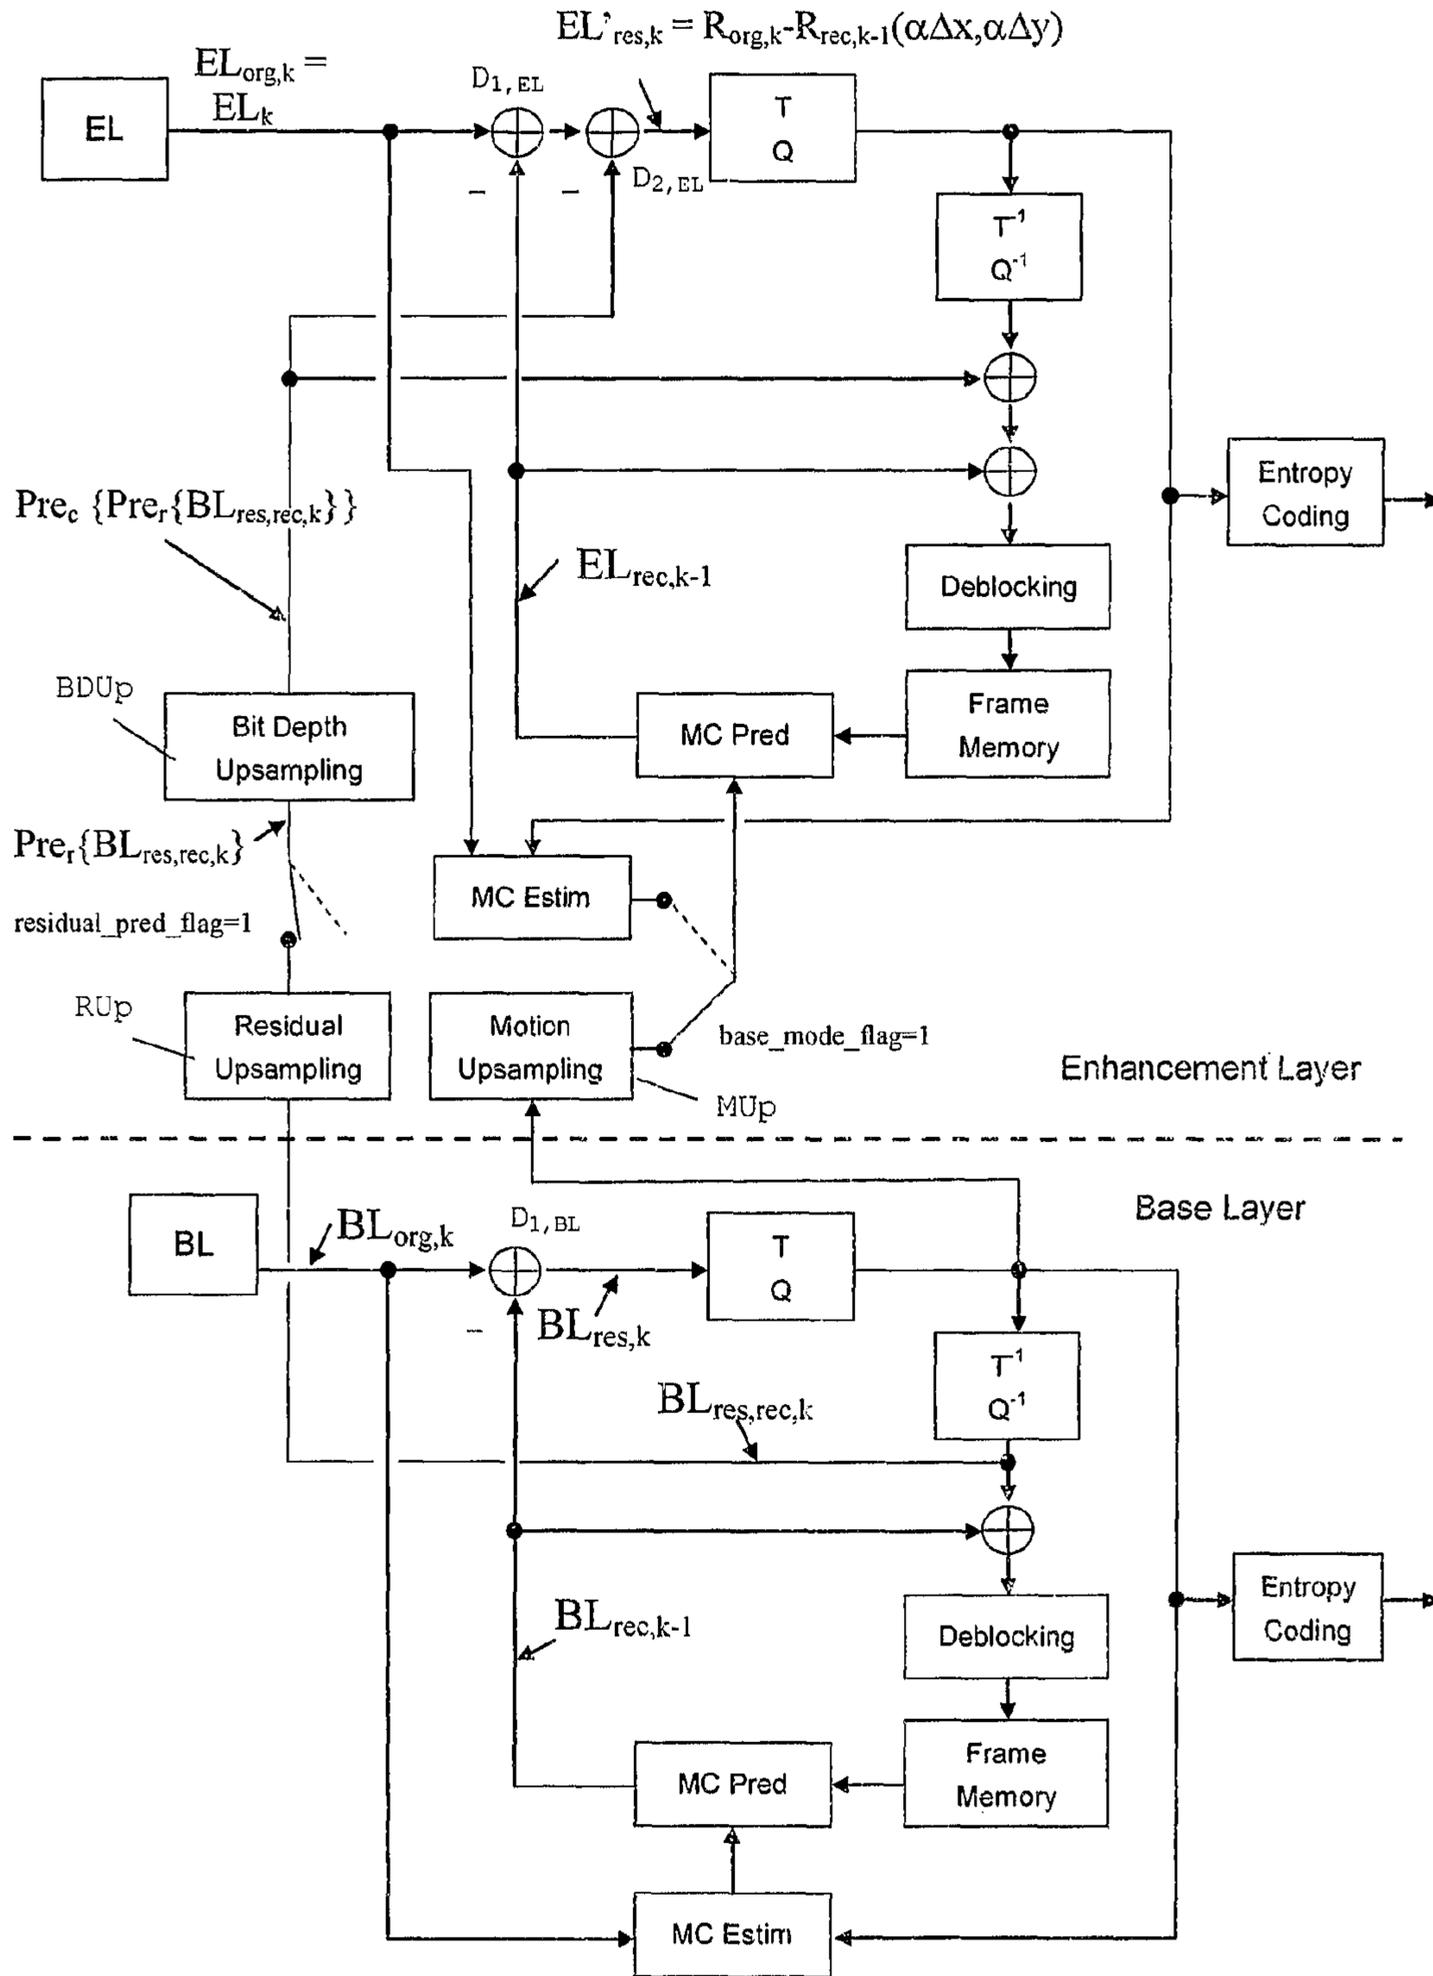 EL'res,k = Rorg,k-Rrec,k-1(αΔx,αΔy)
ELorg,k =
ELk
EL
D1,EL
D2,EL
–
–
T
Q
T-1
Q-1
Entropy
Coding
Prec {Prer{BLres,rec,k}}
ELrec,k-1
Deblocking
BDUp
Bit Depth
Upsampling
MC Pred
Frame
Memory
Prer{BLres,rec,k}
MC Estim
residual_pred_flag=1
RUp
Residual
Upsampling
Motion
Upsampling
base_mode_flag=1
MUp
Enhancement Layer
Base Layer
BL
BLorg,k
D1,BL
–
BLres,k
T
Q
T-1
Q-1
BLres,rec,k
Entropy
Coding
BLrec,k-1
Deblocking
MC Pred
Frame
Memory
MC Estim